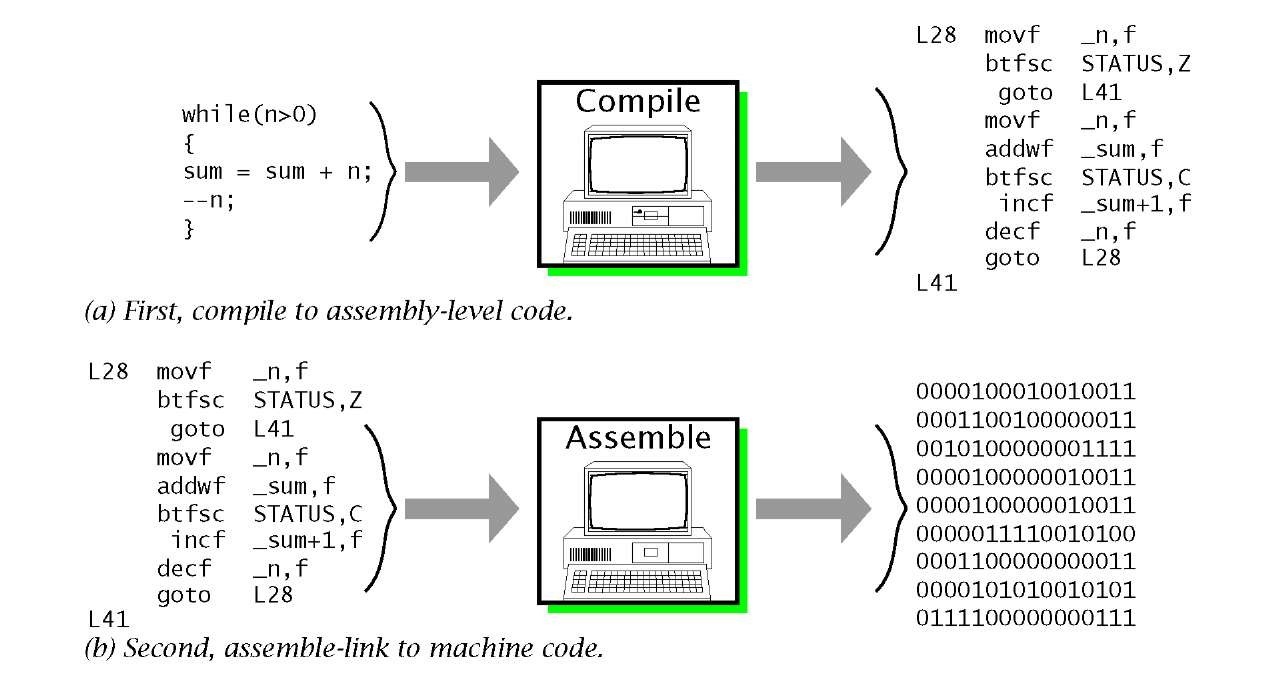 while(n>0)
{
sum = sum + n;
--n;
}
Compile
L28 movf _n,f
btfsc STATUS,Z
goto L41
movf _n,f
addwf _sum,f
btfsc STATUS,C
incf _sum+1,f
decf _n,f
goto L28
L41
(a) First, compile to assembly-level code.
L28 movf _n,f
btfsc STATUS,Z
goto L41
movf _n,f
addwf _sum,f
btfsc STATUS,C
incf _sum+1,f
decf _n,f
goto L28
L41
Assemble
0000100010010011
0001100100000011
0010100000001111
0000100000010011
0000100000010011
0000011110010100
0001100000000011
0000101010010101
0111100000000111
(b) Second, assemble-link to machine code.